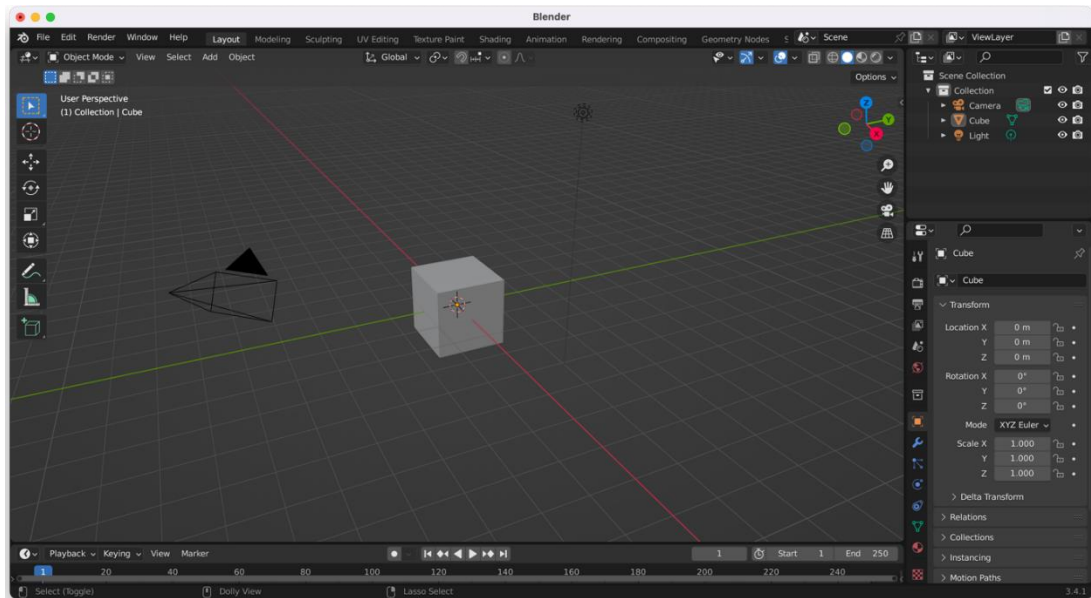 Blender
File Edit Render Window Help Layout Modeling Sculpting UV Editing Texture Paint Shading Animation Rendering Compositing Geometry Nodes S Scene ViewLayer
Object Mode View Select Add Object Global
Options
User Perspective
(1) Collection | Cube
Z
Y
X
Scene Collection
Collection
Camera
Cube
Light
Cube
Cube
Transform
Location X 0 m
Y 0 m
Z 0 m
Rotation X 0°
Y 0°
Z 0°
Mode XYZ Euler
Scale X 1.000
Y 1.000
Z 1.000
Delta Transform
Relations
Collections
Instancing
Motion Paths
Playback Keying View Marker 1 Start 1 End 250
1 20 40 60 80 100 120 140 160 180 200 220 240
Select (Toggle) Dolly View Lasso Select 3.4.1